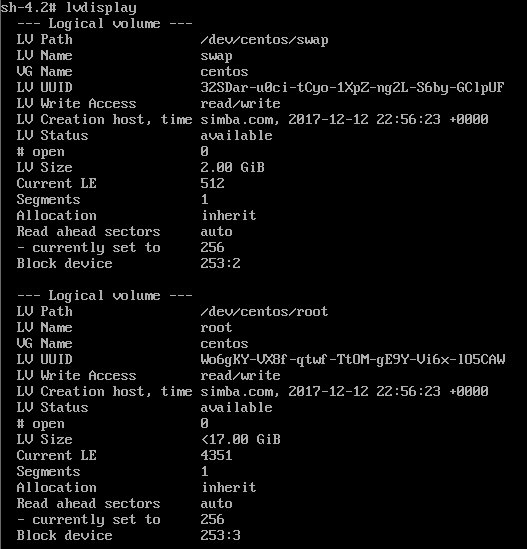 sh-4.2# lvdisplay
--- Logical volume ---
LV Path /dev/centos/swap
LV Name swap
VG Name centos
LV UUID 32SDar-u0ci-tCyo-1XpZ-ng2L-S6by-GClpUF
LV Write Access read/write
LV Creation host, time simba.com, 2017-12-12 22:56:23 +0000
LV Status available
# open 0
LV Size 2.00 GiB
Current LE 512
Segments 1
Allocation inherit
Read ahead sectors auto
- currently set to 256
Block device 253:2
--- Logical volume ---
LV Path /dev/centos/root
LV Name root
VG Name centos
LV UUID Wo6gKY-VX8f-qtwf-TtOM-gE9Y-Vi6x-lO5CAW
LV Write Access read/write
LV Creation host, time simba.com, 2017-12-12 22:56:23 +0000
LV Status available
# open 0
LV Size <17.00 GiB
Current LE 4351
Segments 1
Allocation inherit
Read ahead sectors auto
- currently set to 256
Block device 253:3